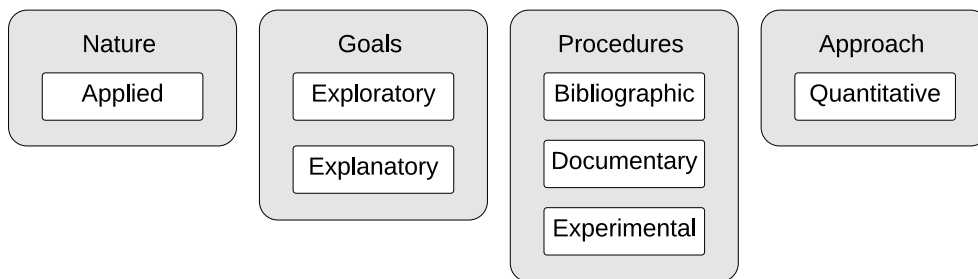 Nature
Applied
Goals
Exploratory
Explanatory
Procedures
Bibliographic
Documentary
Experimental
Approach
Quantitative